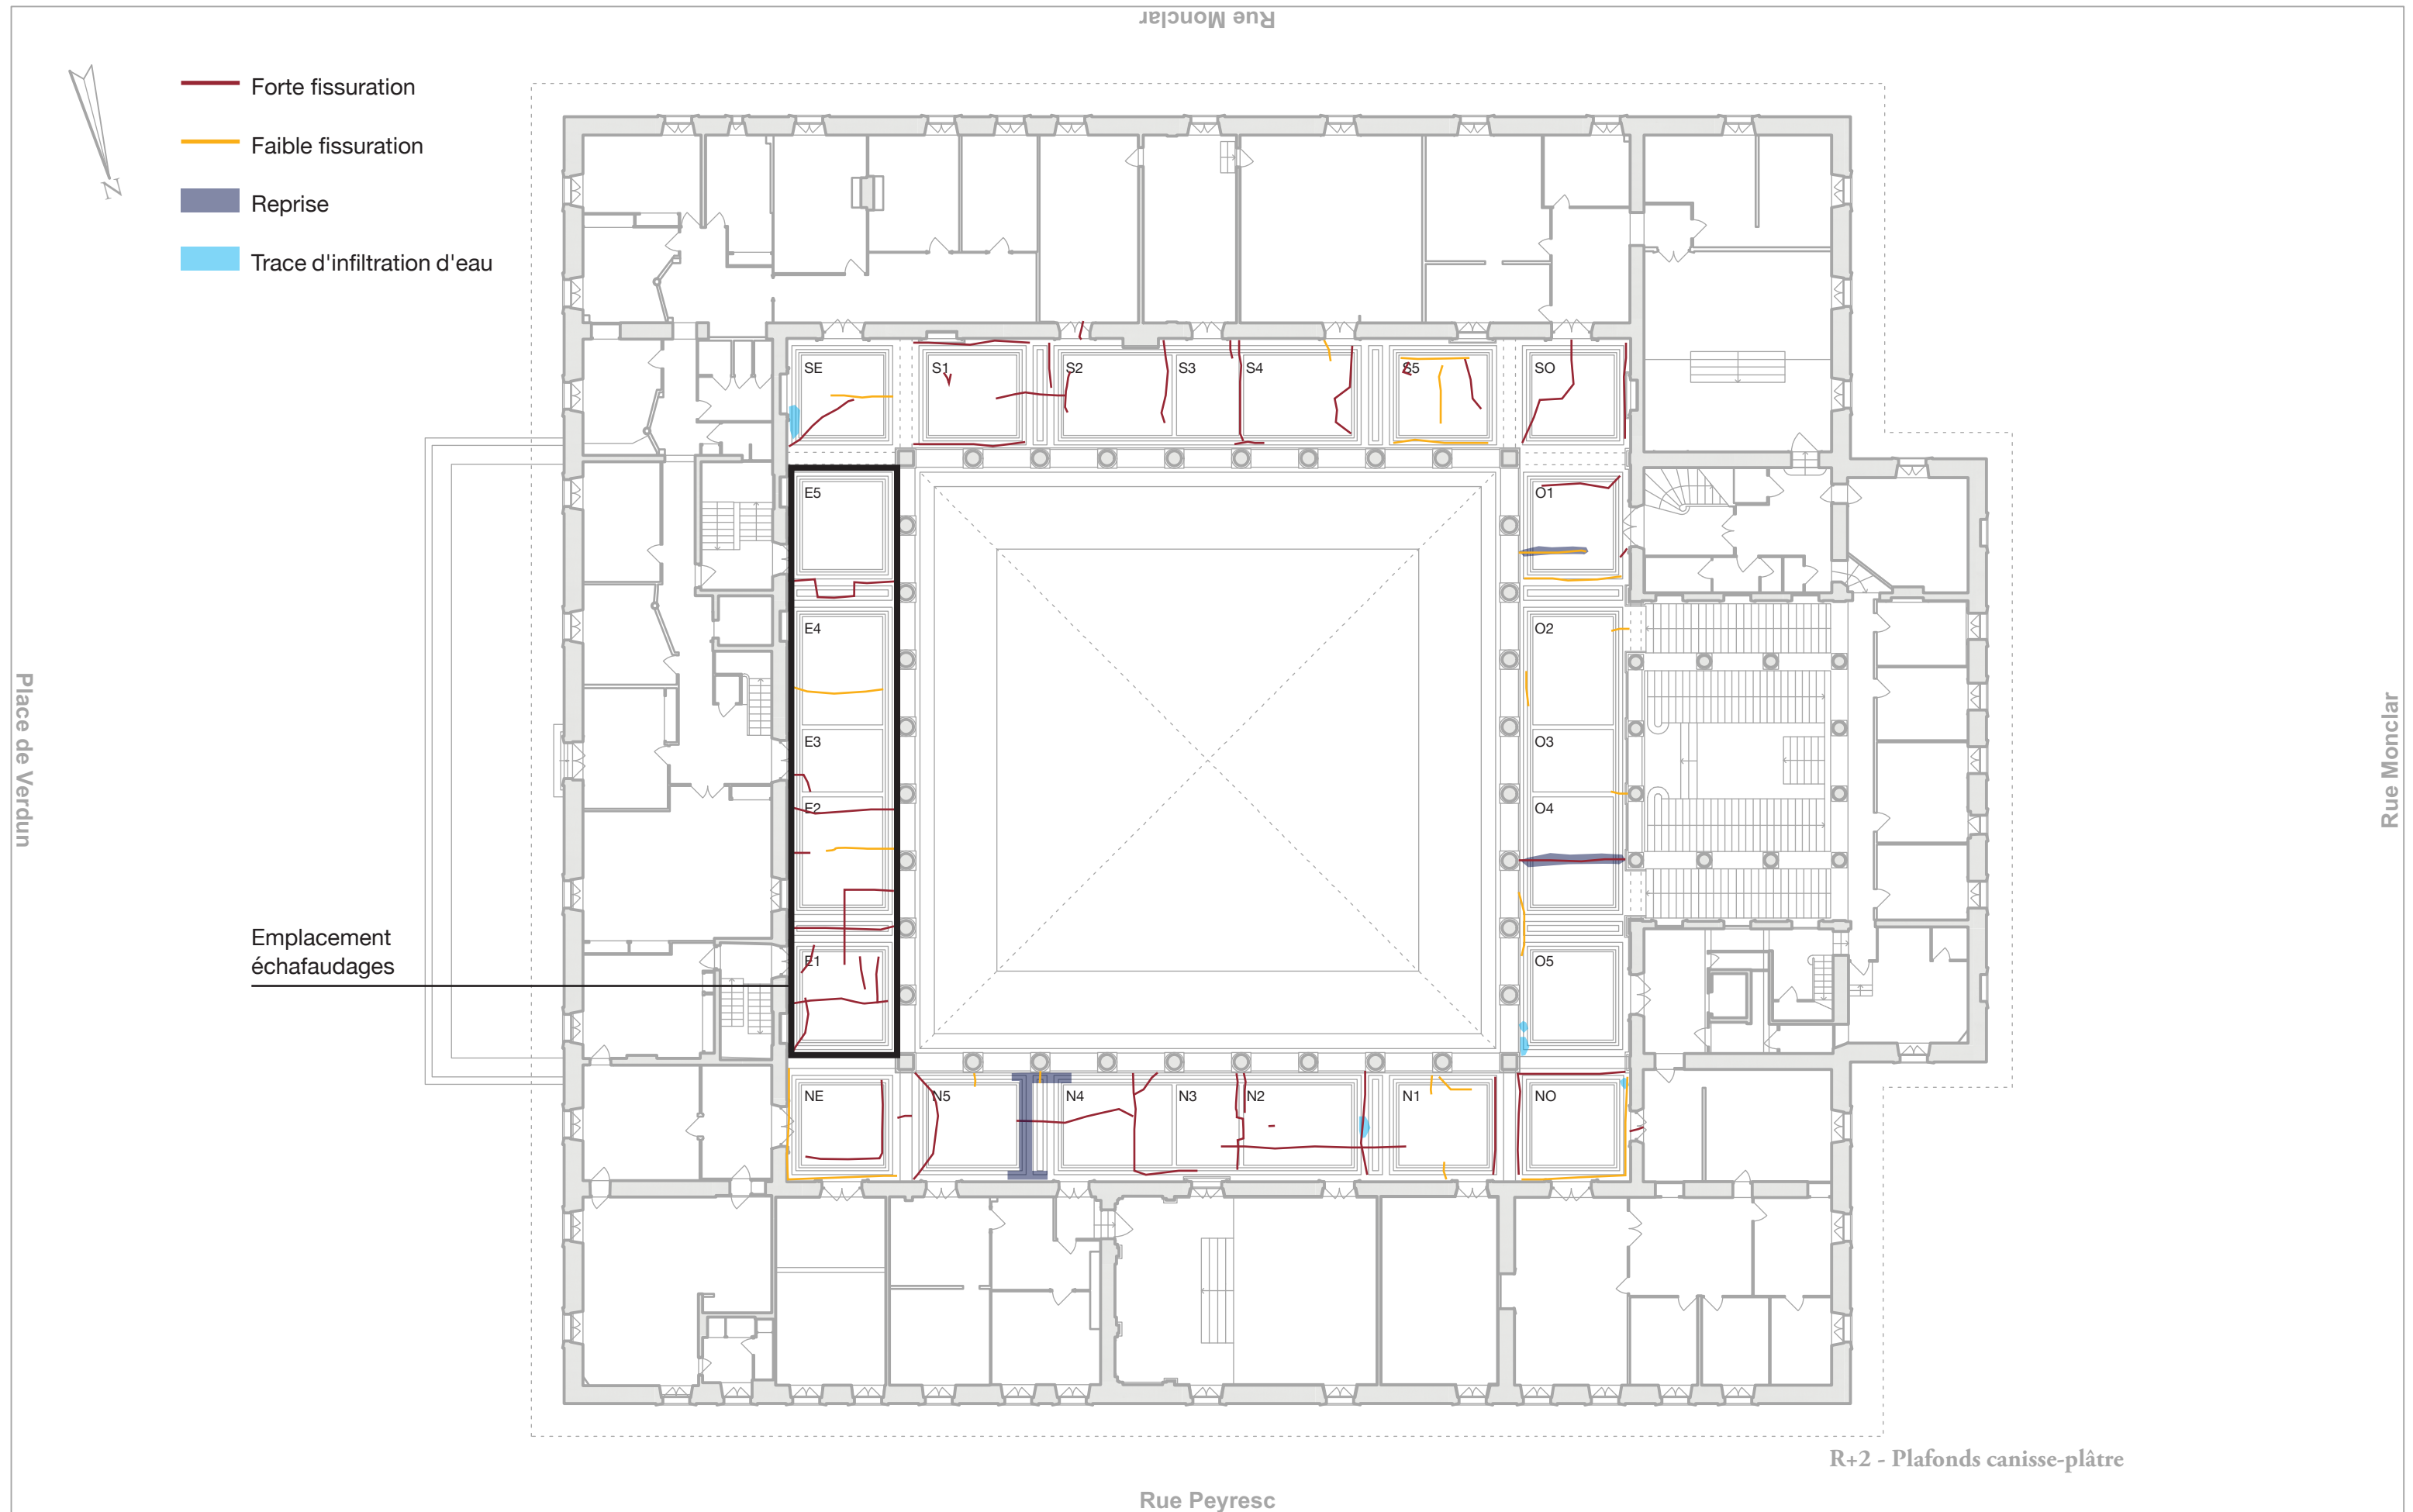 Rue Monclar
Forte fissuration
Faible fissuration
Reprise
Trace d'infiltration d'eau
N
SE
S1
S2
S3
S4
S5
SO
E5
O1
E4
O2
E3
O3
E2
O4
E1
O5
Place de Verdun
Rue Monclar
Emplacement
échafaudages
NE
N5
N4
N3
N2
N1
NO
R+2 - Plafonds canisse-plâtre
Rue Peyresc